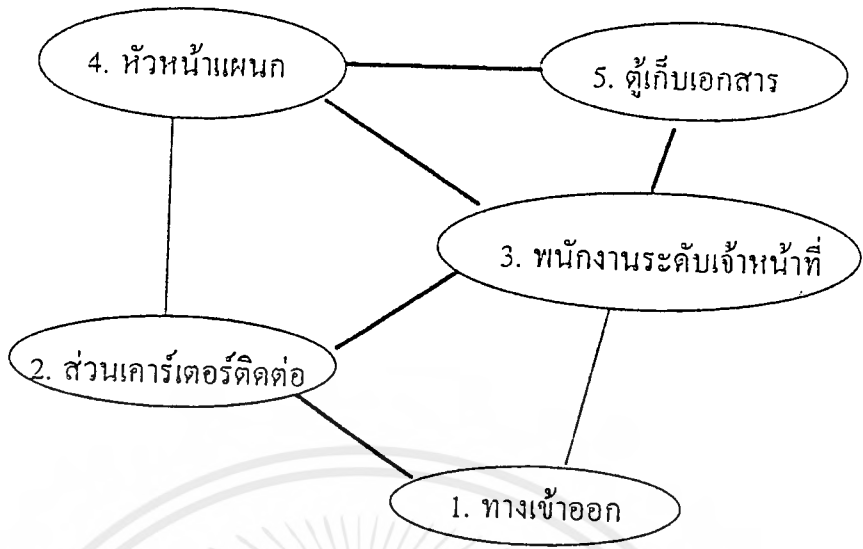 4. หัวหน้าแผนก
5. ตู้เก็บเอกสาร
3. พนักงานระดับเจ้าหน้าที่
2. ส่วนเคาร์เตอร์ติดต่อ
1. ทางเข้าออก